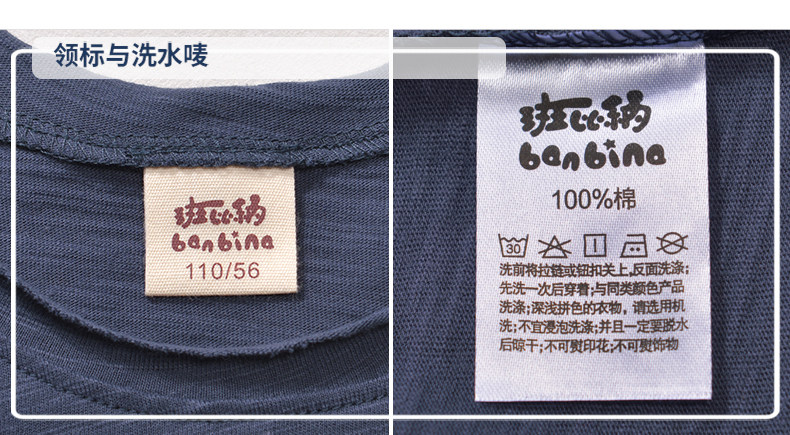 领标与洗水唛
班比纳
banbina
110/56
班比纳
banbina
100%棉
30
洗前将拉链或钮扣关上,反面洗涤;
先洗一次后穿着;与同类颜色产品
洗涤;深浅拼色的衣物，请选用机
洗;不宜浸泡洗涤;并且一定要脱水
后晾干;不可熨印花;不可熨饰物